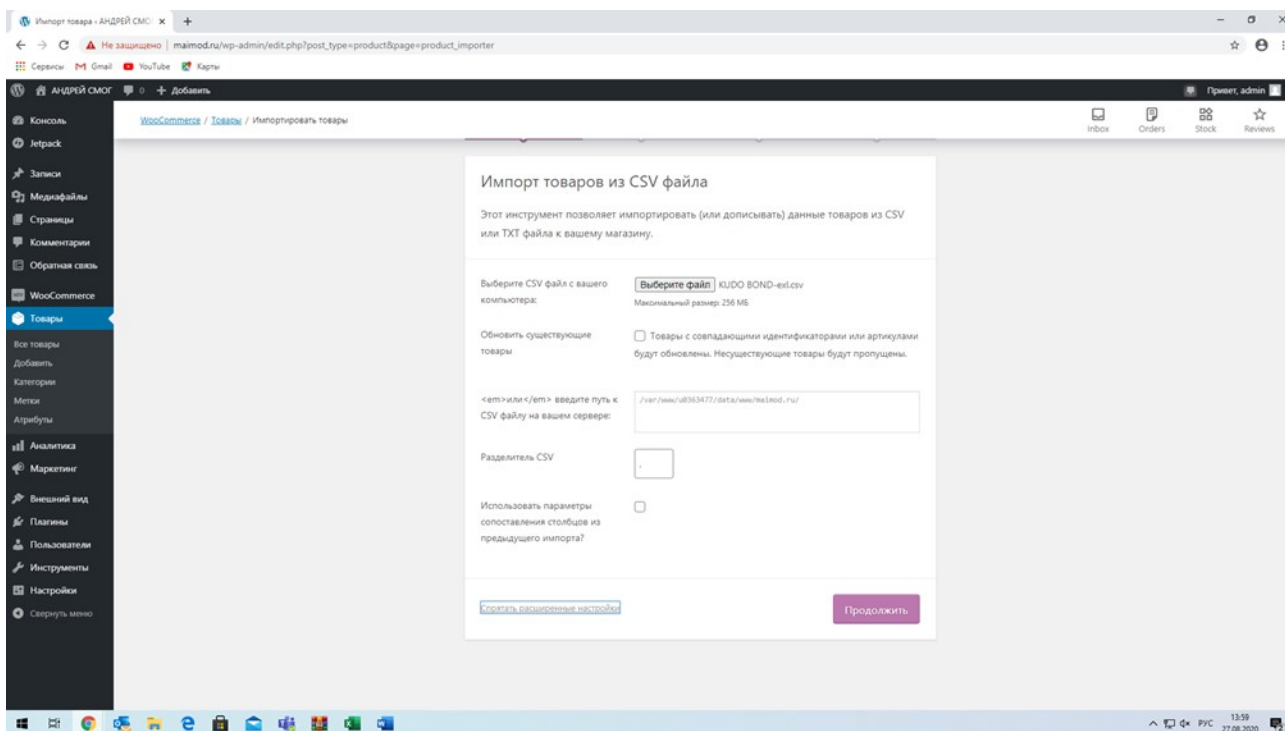 Импорт товара ‹ АНДРЕЙ СМО
Не защищено | maimod.ru/wp-admin/edit.php?post_type=product&page=product_importer
Сервисы Gmail YouTube Карты
АНДРЕЙ СМОГ 0 + Добавить Привет, admin
WooCommerce / Товары / Импортировать товары
Inbox Orders Stock Reviews
Консоль
Jetpack
Записи
Медиафайлы
Страницы
Комментарии
Обратная связь
WooCommerce
Товары
Все товары
Добавить
Категории
Метки
Атрибуты
Аналитика
Маркетинг
Внешний вид
Плагины
Пользователи
Инструменты
Настройки
Свернуть меню
Импорт товаров из CSV файла
Этот инструмент позволяет импортировать (или дописывать) данные товаров из CSV
или TXT файла к вашему магазину.
Выберите CSV файл с вашего
компьютера:
Выберите файл KUDO BOND-exl.csv
Максимальный размер: 256 МБ
Обновить существующие
товары
Товары с совпадающими идентификаторами или артикулами
будут обновлены. Несуществующие товары будут пропущены.
<em>или</em> введите путь к
CSV файлу на вашем сервере:
/var/www/u0363477/data/www/maimod.ru/
Разделитель CSV
,
Использовать параметры
сопоставления столбцов из
предыдущего импорта?
Спрятать расширенные настройки
Продолжить
РУС
13:59
27.08.2020